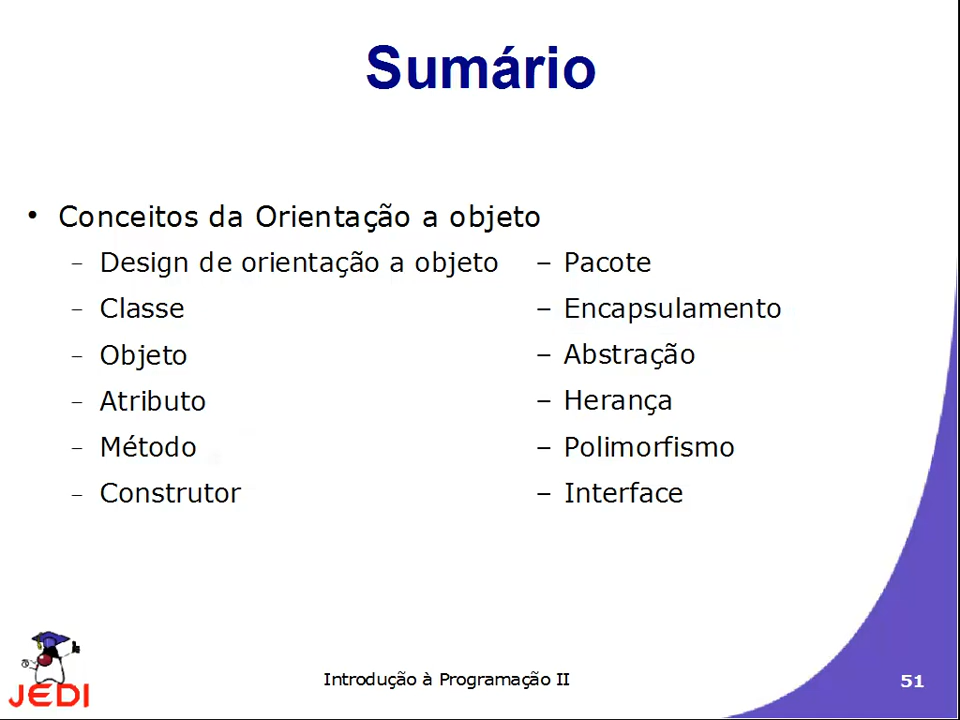 Sumário
• Conceitos da Orientação a objeto
– Design de orientação a objeto
– Classe
– Objeto
– Atributo
– Método
– Construtor
– Pacote
– Encapsulamento
– Abstração
– Herança
– Polimorfismo
– Interface
JEDI
Introdução à Programação II
51